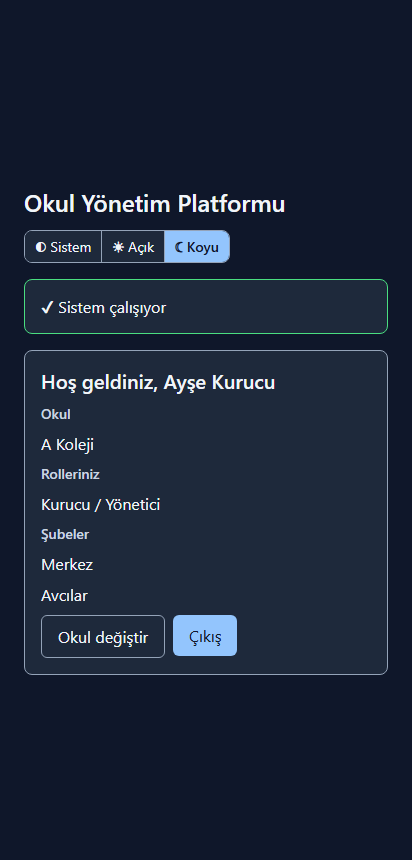 Okul Yönetim Platformu
◐ Sistem ☀ Açık ☾ Koyu
✓ Sistem çalışıyor
Hoş geldiniz, Ayşe Kurucu
Okul
A Koleji
Rolleriniz
Kurucu / Yönetici
Şubeler
Merkez
Avcılar
Okul değiştir Çıkış